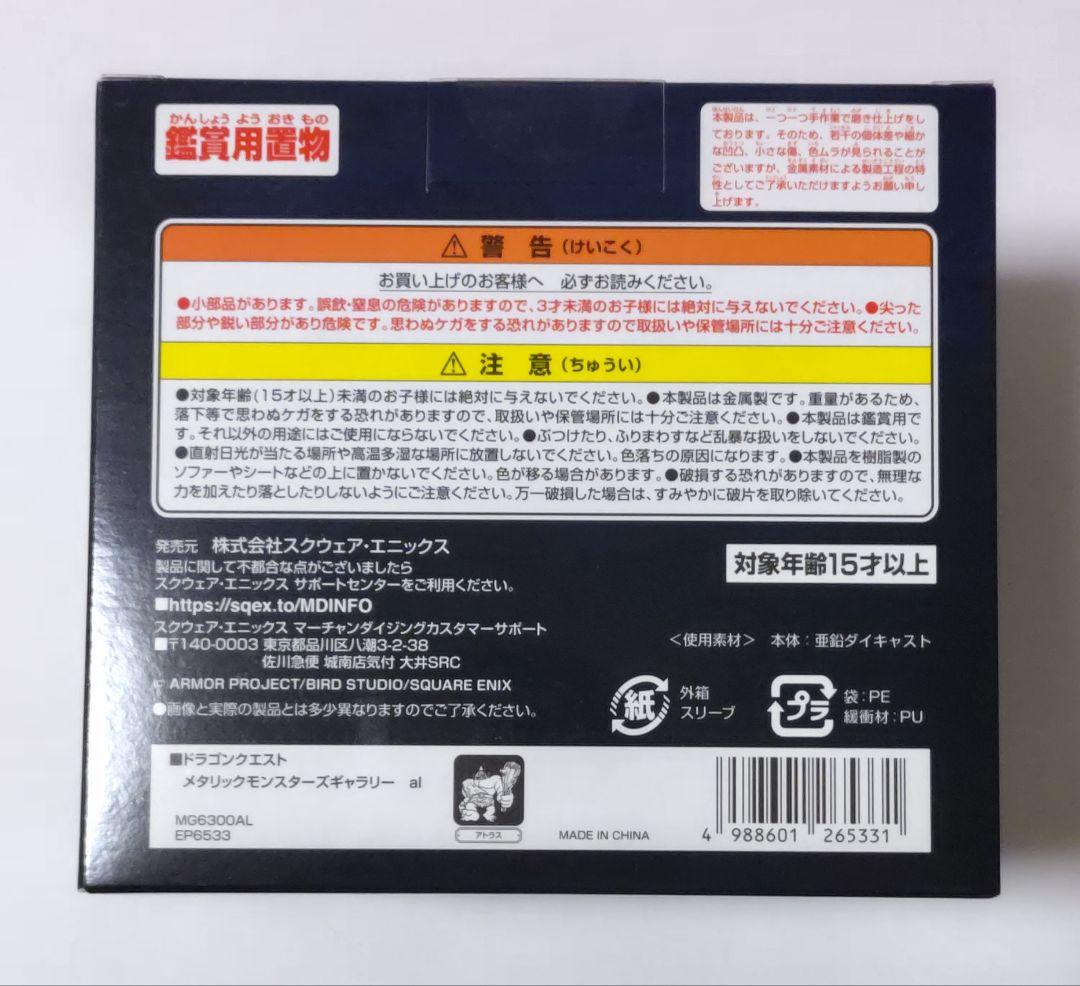 かんしょう よう おき もの
鑑賞用置物
本製品は、一つ一つ手作業で磨き仕上げをし
ております。そのため、若干の個体差や細か
な凹凸、小さな傷、色ムラが見られることが
ございますが、金属素材による製造工程の特
性としてご了承いただけますようお願い申し
上げます。
⚠ 警 告 (けいこく)
お買い上げのお客様へ 必ずお読みください。
●小部品があります。誤飲・窒息の危険がありますので、3才未満のお子様には絶対に与えないでください。●尖った
部分や鋭い部分があり危険です。思わぬケガをする恐れがありますので取扱いや保管場所には十分ご注意ください。
⚠ 注 意 (ちゅうい)
●対象年齢(15才以上)未満のお子様には絶対に与えないでください。●本製品は金属製です。重量があるため、
落下等で思わぬケガをする恐れがありますので、取扱いや保管場所には十分ご注意ください。●本製品は鑑賞用で
す。それ以外の用途にはご使用にならないでください。●ぶつけたり、ふりまわすなど乱暴な扱いをしないでください。
●直射日光が当たる場所や高温多湿な場所に放置しないでください。色落ちの原因になります。●本製品を樹脂製の
ソファーやシートなどの上に置かないでください。色が移る場合があります。●破損する恐れがありますので、無理な
力を加えたり落としたりしないようにご注意ください。万一破損した場合は、すみやかに破片を取り除いてください。
発売元 株式会社スクウェア・エニックス
製品に関して不都合な点がございましたら
スクウェア・エニックス サポートセンターをご利用ください。
■https://sqex.to/MDINFO
スクウェア・エニックス マーチャンダイジングカスタマーサポート
■〒140-0003 東京都品川区八潮3-2-38
佐川急便 城南店気付 大井SRC
© ARMOR PROJECT/BIRD STUDIO/SQUARE ENIX
●画像と実際の製品とは多少異なりますのでご了承ください。
対象年齢15才以上
<使用素材> 本体:亜鉛ダイキャスト
紙
外箱
スリーブ
プラ
袋:PE
緩衝材:PU
■ドラゴンクエスト
メタリックモンスターズギャラリー al
MG6300AL
EP6533
アトラス
MADE IN CHINA
4 988601 265331